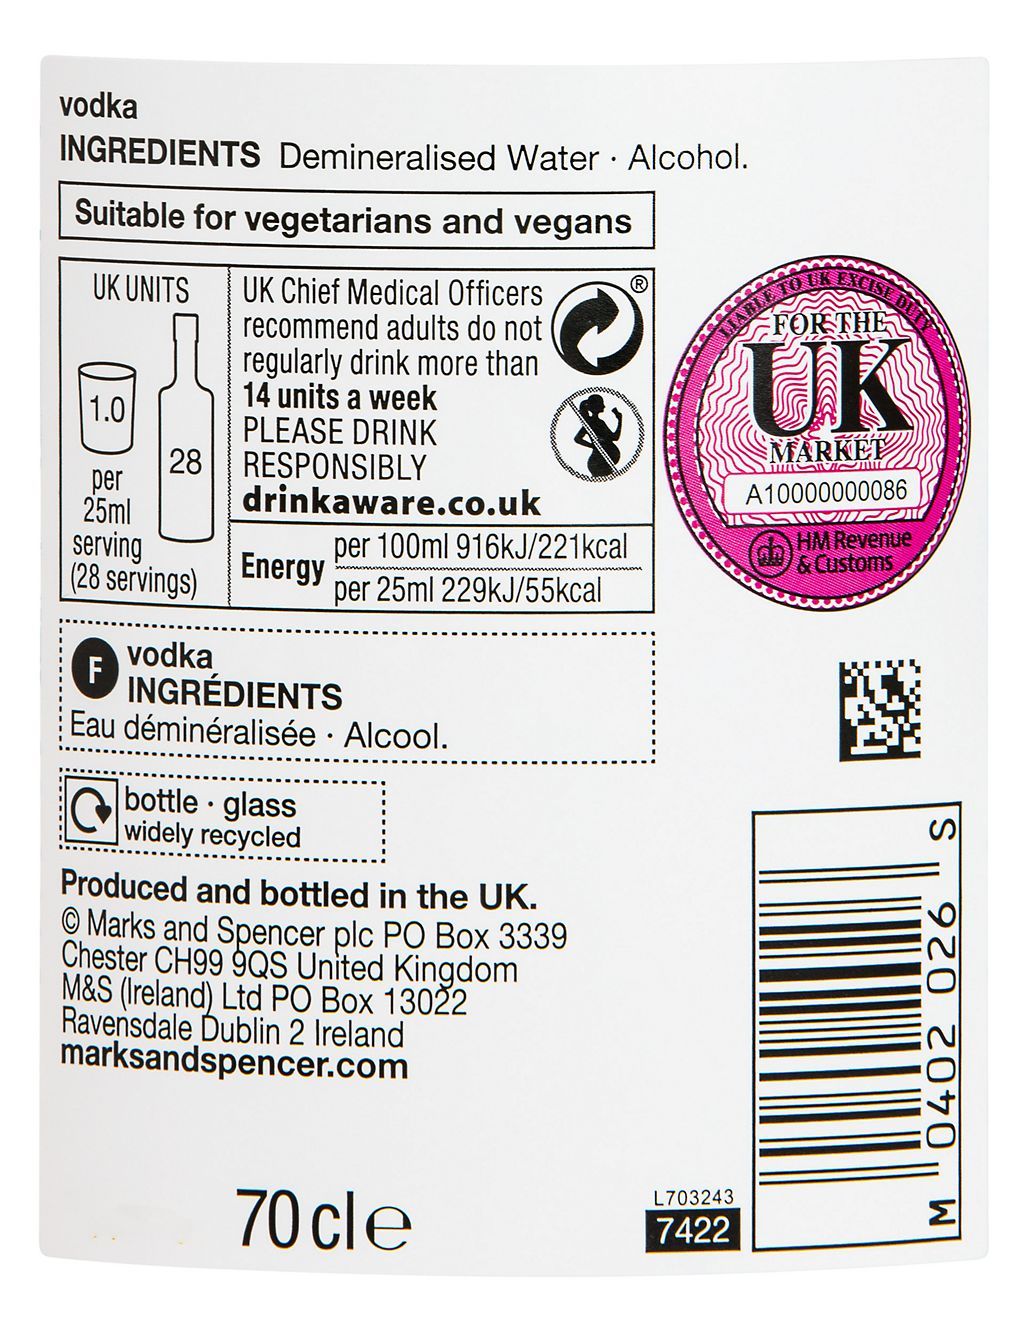 vodka
INGREDIENTS Demineralised Water · Alcohol.
Suitable for vegetarians and vegans
UK UNITS
1.0
28
per
25ml
serving
(28 servings)
UK Chief Medical Officers
recommend adults do not
regularly drink more than
14 units a week
PLEASE DRINK
RESPONSIBLY
drinkaware.co.uk
®
Energy
per 100ml 916kJ/221kcal
per 25ml 229kJ/55kcal
LIABLE TO UK EXCISE DUTY
FOR THE
UK
MARKET
A10000000086
HM Revenue
& Customs
F
vodka
INGRÉDIENTS
Eau déminéralisée · Alcool.
bottle · glass
widely recycled
Produced and bottled in the UK.
© Marks and Spencer plc PO Box 3339
Chester CH99 9QS United Kingdom
M&S (Ireland) Ltd PO Box 13022
Ravensdale Dublin 2 Ireland
marksandspencer.com
70 cl e
L703243
7422
M 0402 026 S